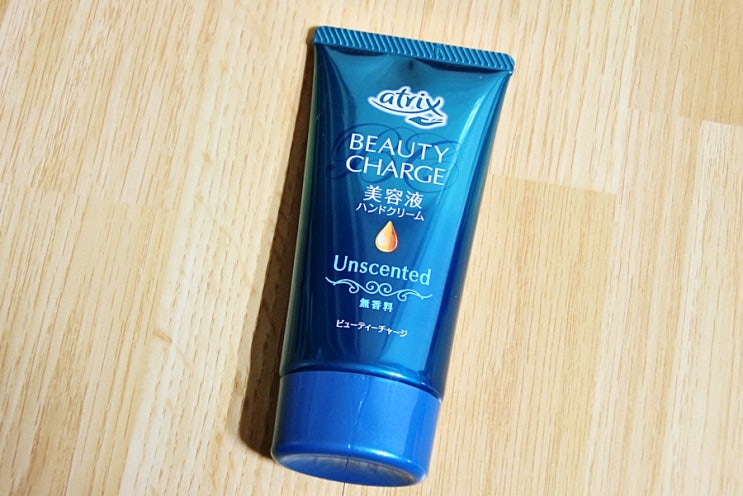 atrix
BEAUTY
CHARGE
美容液
ハンドクリーム
Unscented
無香料
ビューティーチャージ